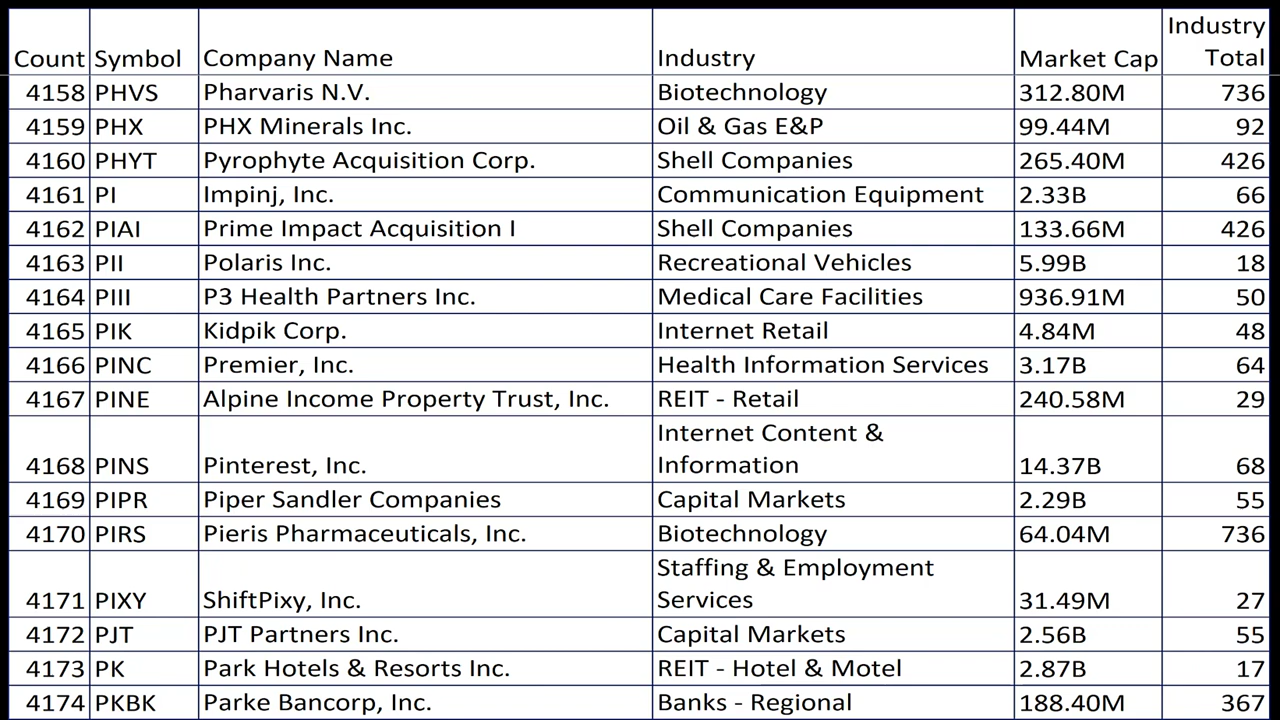 Count Symbol Company Name Industry Market Cap Industry Total
4158 PHVS Pharvaris N.V. Biotechnology 312.80M 736
4159 PHX PHX Minerals Inc. Oil & Gas E&P 99.44M 92
4160 PHYT Pyrophyte Acquisition Corp. Shell Companies 265.40M 426
4161 PI Impinj, Inc. Communication Equipment 2.33B 66
4162 PIAI Prime Impact Acquisition I Shell Companies 133.66M 426
4163 PII Polaris Inc. Recreational Vehicles 5.99B 18
4164 PIII P3 Health Partners Inc. Medical Care Facilities 936.91M 50
4165 PIK Kidpik Corp. Internet Retail 4.84M 48
4166 PINC Premier, Inc. Health Information Services 3.17B 64
4167 PINE Alpine Income Property Trust, Inc. REIT - Retail 240.58M 29
4168 PINS Pinterest, Inc. Internet Content & Information 14.37B 68
4169 PIPR Piper Sandler Companies Capital Markets 2.29B 55
4170 PIRS Pieris Pharmaceuticals, Inc. Biotechnology 64.04M 736
4171 PIXY ShiftPixy, Inc. Staffing & Employment Services 31.49M 27
4172 PJT PJT Partners Inc. Capital Markets 2.56B 55
4173 PK Park Hotels & Resorts Inc. REIT - Hotel & Motel 2.87B 17
4174 PKBK Parke Bancorp, Inc. Banks - Regional 188.40M 367